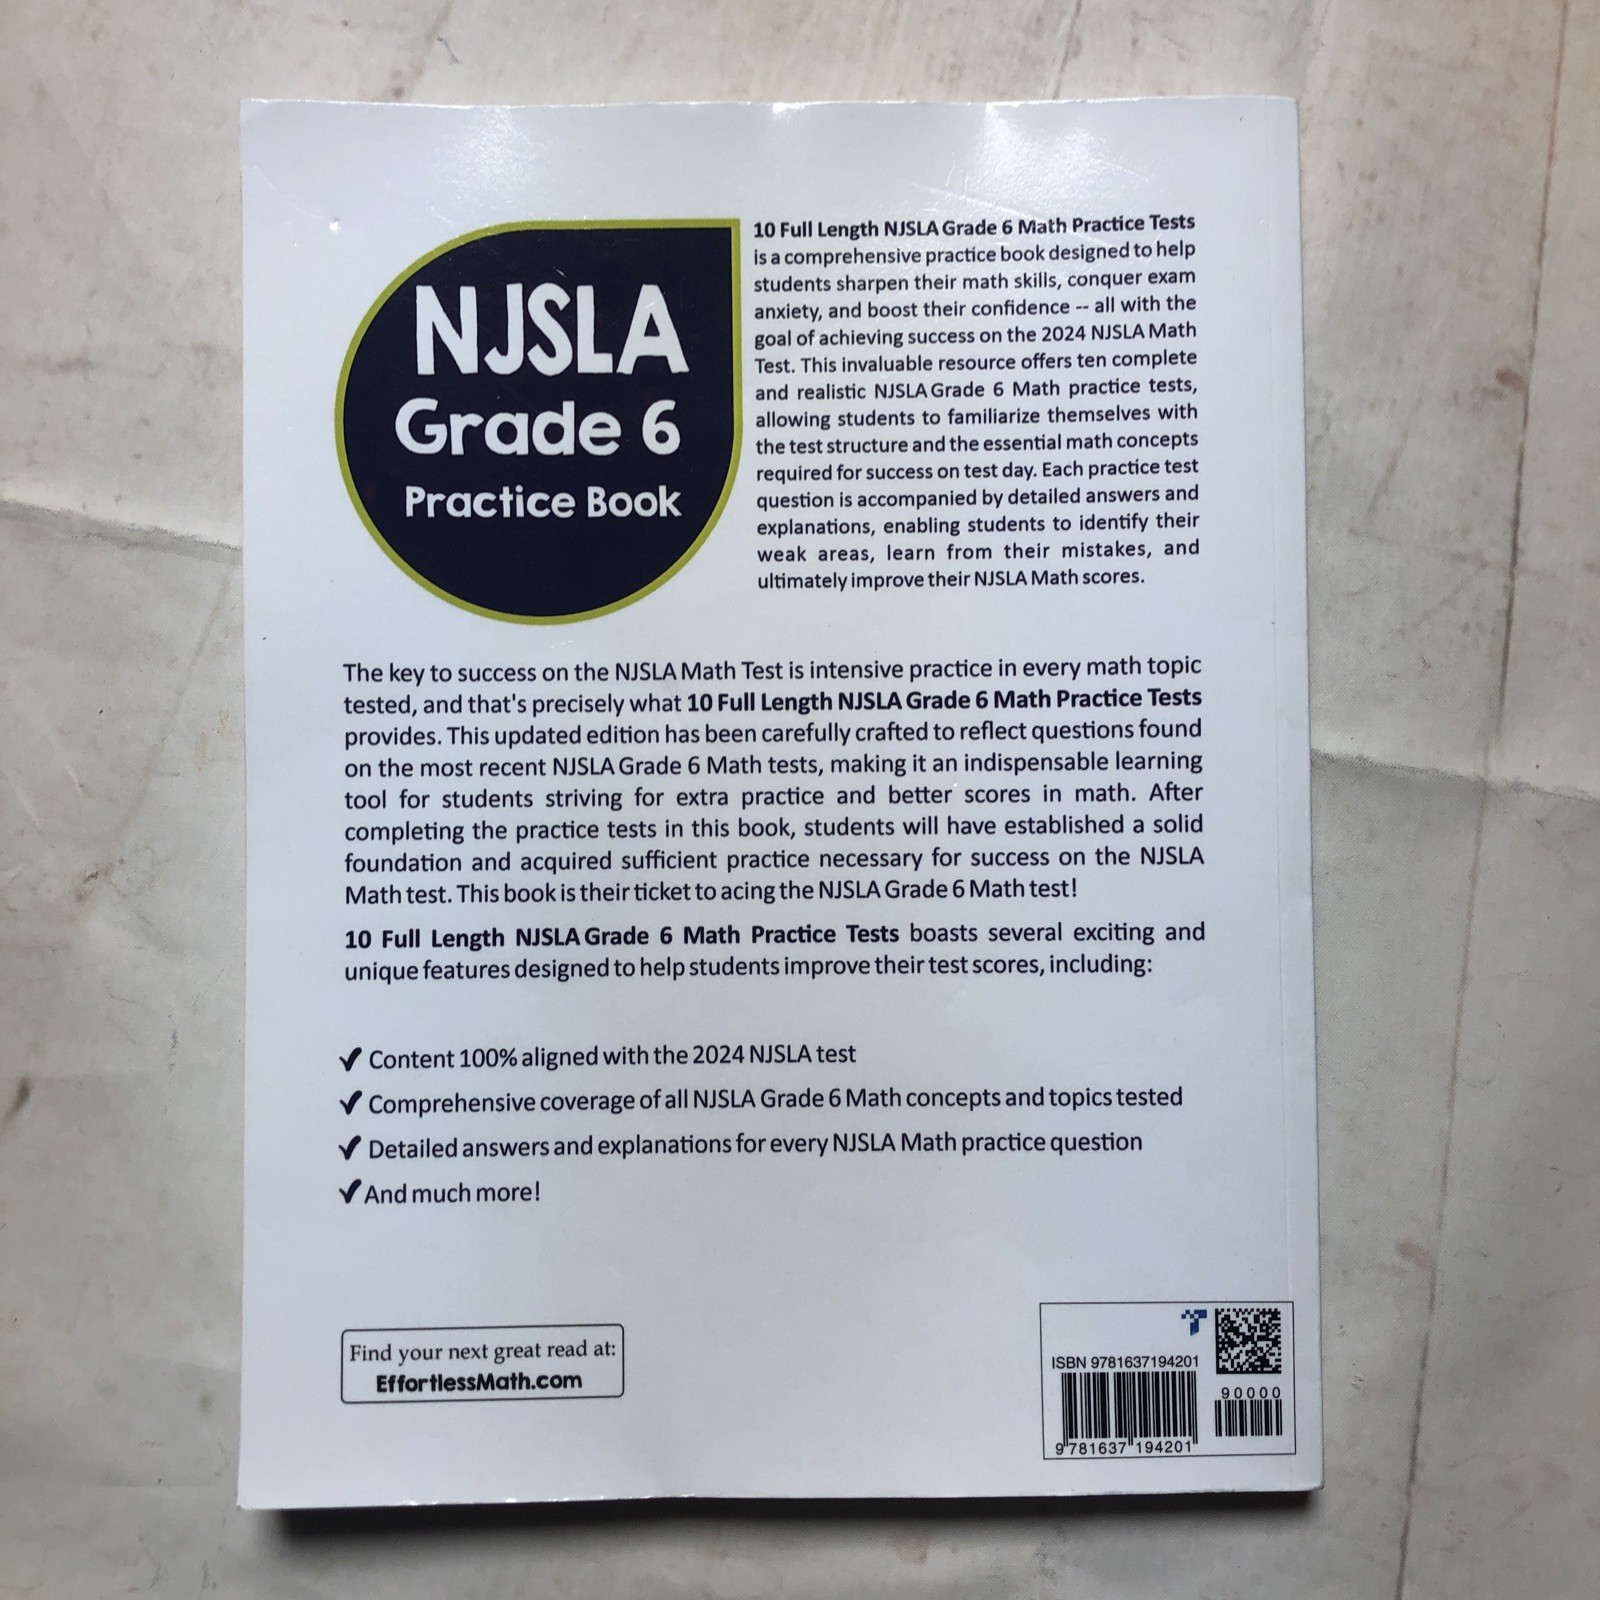 NJSLA
Grade 6
Practice Book
10 Full Length NJSLA Grade 6 Math Practice Tests
is a comprehensive practice book designed to help
students sharpen their math skills, conquer exam
anxiety, and boost their confidence -- all with the
goal of achieving success on the 2024 NJSLA Math
Test. This invaluable resource offers ten complete
and realistic NJSLA Grade 6 Math practice tests,
allowing students to familiarize themselves with
the test structure and the essential math concepts
required for success on test day. Each practice test
question is accompanied by detailed answers and
explanations, enabling students to identify their
weak areas, learn from their mistakes, and
ultimately improve their NJSLA Math scores.
The key to success on the NJSLA Math Test is intensive practice in every math topic
tested, and that's precisely what 10 Full Length NJSLA Grade 6 Math Practice Tests
provides. This updated edition has been carefully crafted to reflect questions found
on the most recent NJSLA Grade 6 Math tests, making it an indispensable learning
tool for students striving for extra practice and better scores in math. After
completing the practice tests in this book, students will have established a solid
foundation and acquired sufficient practice necessary for success on the NJSLA
Math test. This book is their ticket to acing the NJSLA Grade 6 Math test!
10 Full Length NJSLA Grade 6 Math Practice Tests boasts several exciting and
unique features designed to help students improve their test scores, including:
✓ Content 100% aligned with the 2024 NJSLA test
✓ Comprehensive coverage of all NJSLA Grade 6 Math concepts and topics tested
✓ Detailed answers and explanations for every NJSLA Math practice question
✓ And much more!
Find your next great read at:
EffortlessMath.com
ISBN 9781637194201
90000
9 781637 194201